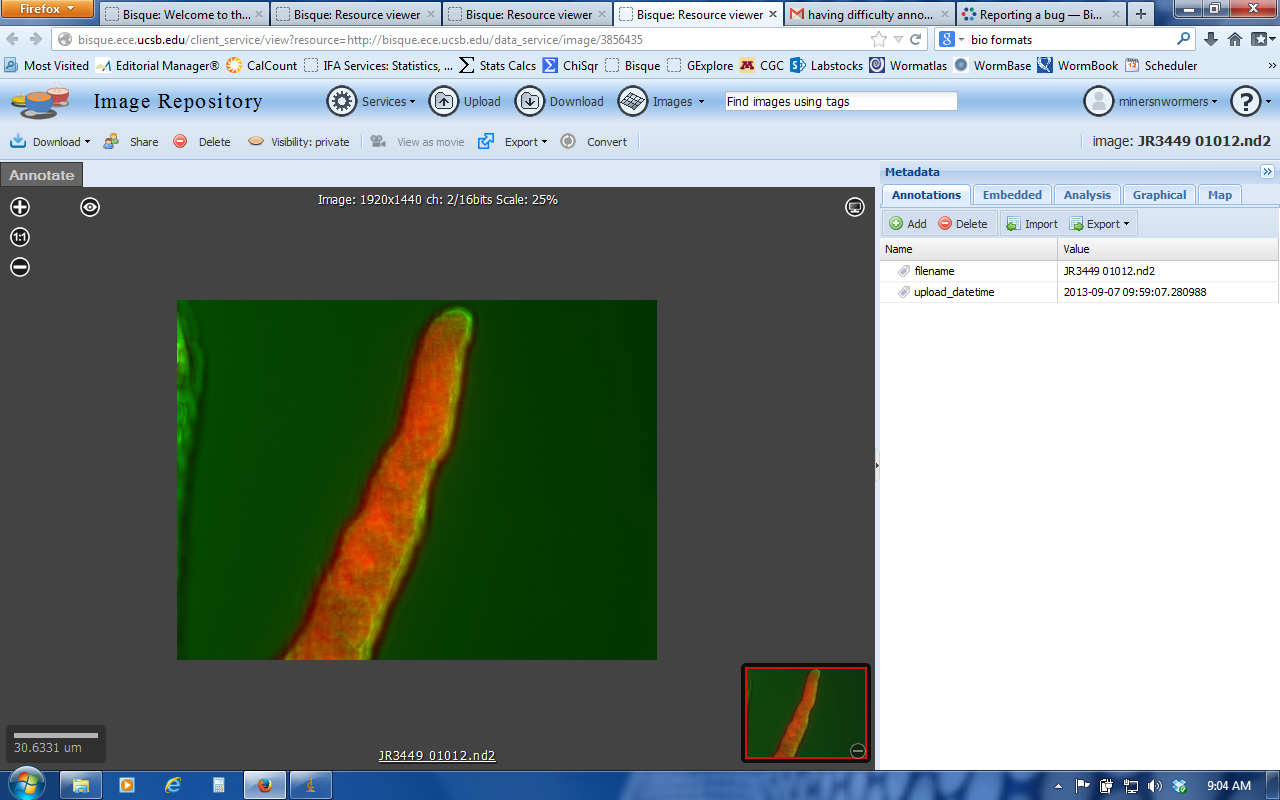 Firefox
Bisque: Welcome to th...
Bisque: Resource viewer
Bisque: Resource viewer
Bisque: Resource viewer
having difficulty anno...
Reporting a bug — Bi...
bisque.ece.ucsb.edu/client_service/view?resource=http://bisque.ece.ucsb.edu/data_service/image/3856435
bio formats
Most Visited
Editorial Manager®
CalCount
IFA Services: Statistics, ...
Stats Calcs
ChiSqr
Bisque
GExplore
CGC
Labstocks
Wormatlas
WormBase
WormBook
Scheduler
Image Repository
Services
Upload
Download
Images
Find images using tags
minersnwormers
?
Download
Share
Delete
Visibility: private
View as movie
Export
Convert
image: JR3449 01012.nd2
Annotate
Image: 1920x1440 ch: 2/16bits Scale: 25%
1:1
30.6331 um
JR3449 01012.nd2
Metadata
Annotations
Embedded
Analysis
Graphical
Map
Add
Delete
Import
Export
Name
Value
filename
JR3449 01012.nd2
upload_datetime
2013-09-07 09:59:07.280988
9:04 AM